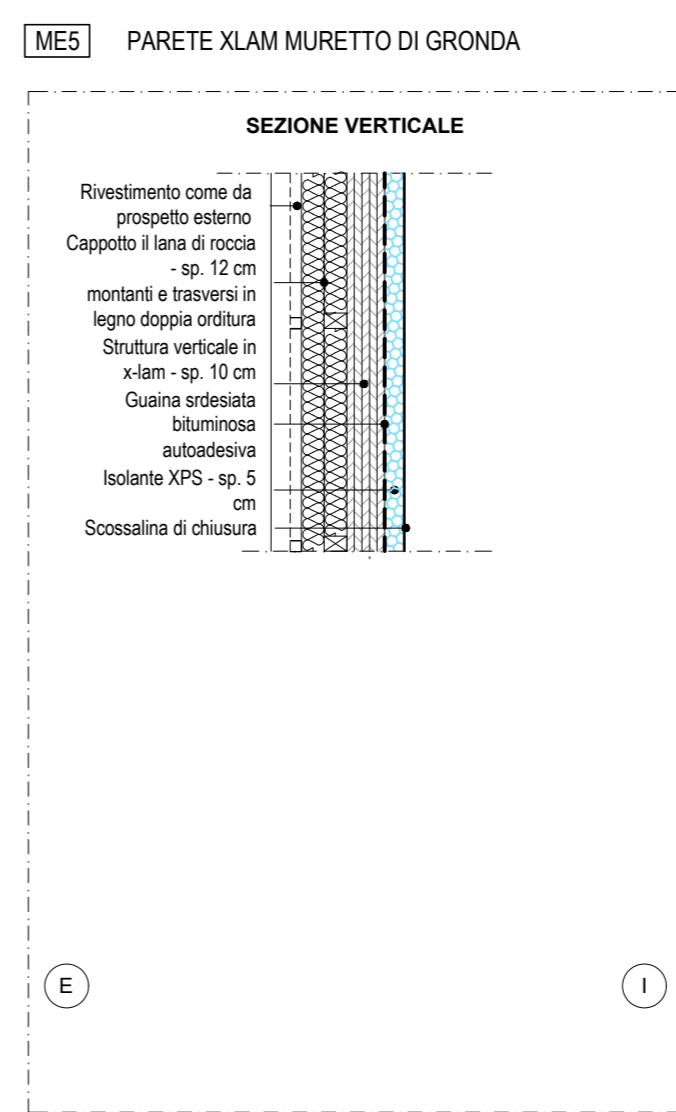 ME5 PARETE XLAM MURETTO DI GRONDA
SEZIONE VERTICALE
Rivestimento come da
prospetto esterno
Cappotto il lana di roccia
- sp. 12 cm
montanti e trasversi in
legno doppia orditura
Struttura verticale in
x-lam - sp. 10 cm
Guaina srdesiata
bituminosa
autoadesiva
Isolante XPS - sp. 5
cm
Scossalina di chiusura
E I